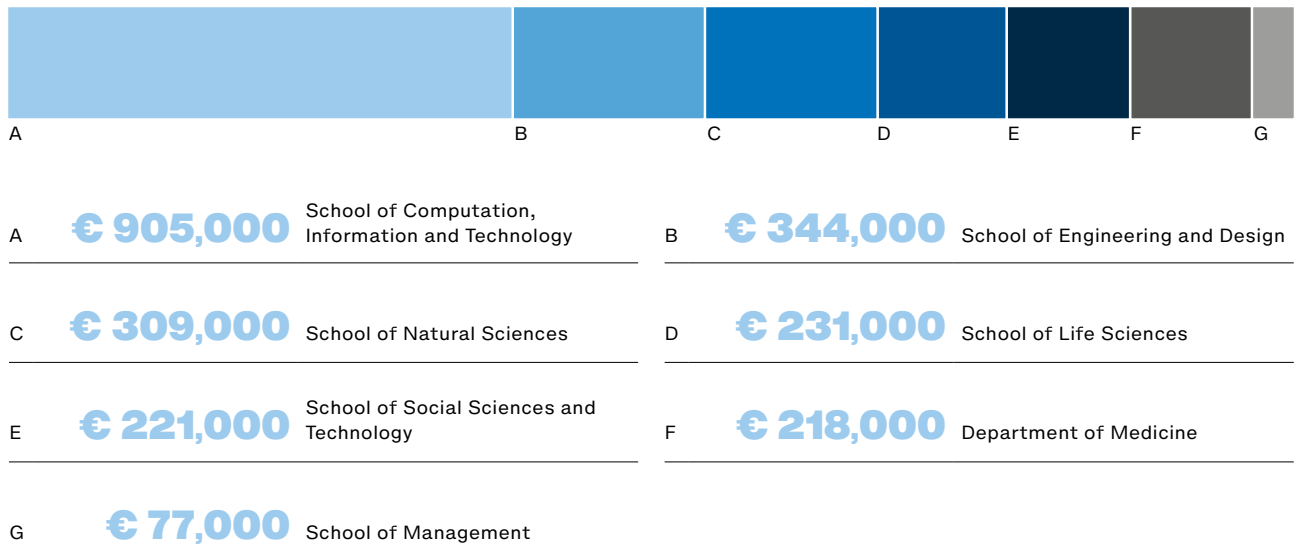 A B C D E F G
A € 905,000 School of Computation,
Information and Technology
B € 344,000 School of Engineering and Design
C € 309,000 School of Natural Sciences
D € 231,000 School of Life Sciences
E € 221,000 School of Social Sciences and
Technology
F € 218,000 Department of Medicine
G € 77,000 School of Management